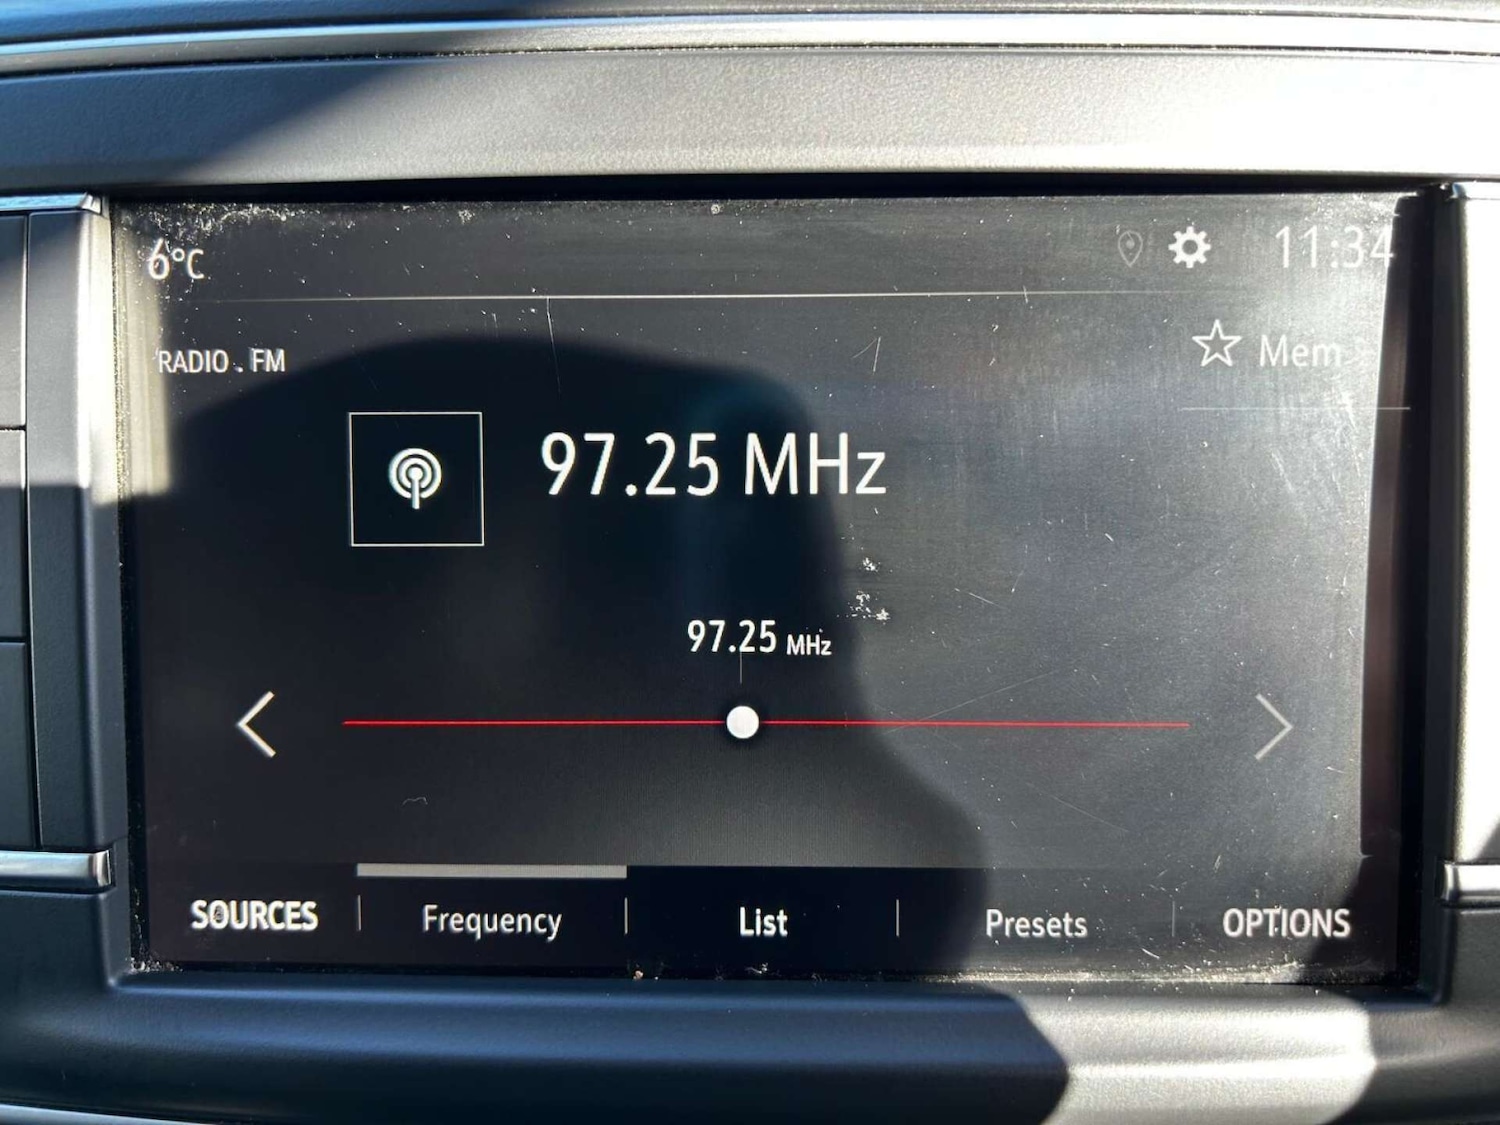 6°C 11:34
RADIO . FM
Mem
97.25 MHz
97.25 MHz
SOURCES Frequency List Presets OPTIONS